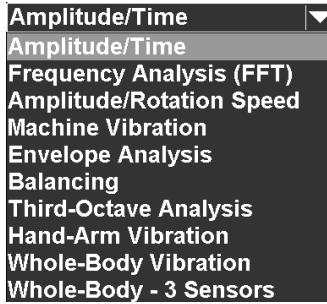 Amplitude/Time
Amplitude/Time
Frequency Analysis (FFT)
Amplitude/Rotation Speed
Machine Vibration
Envelope Analysis
Balancing
Third-Octave Analysis
Hand-Arm Vibration
Whole-Body Vibration
Whole-Body - 3 Sensors